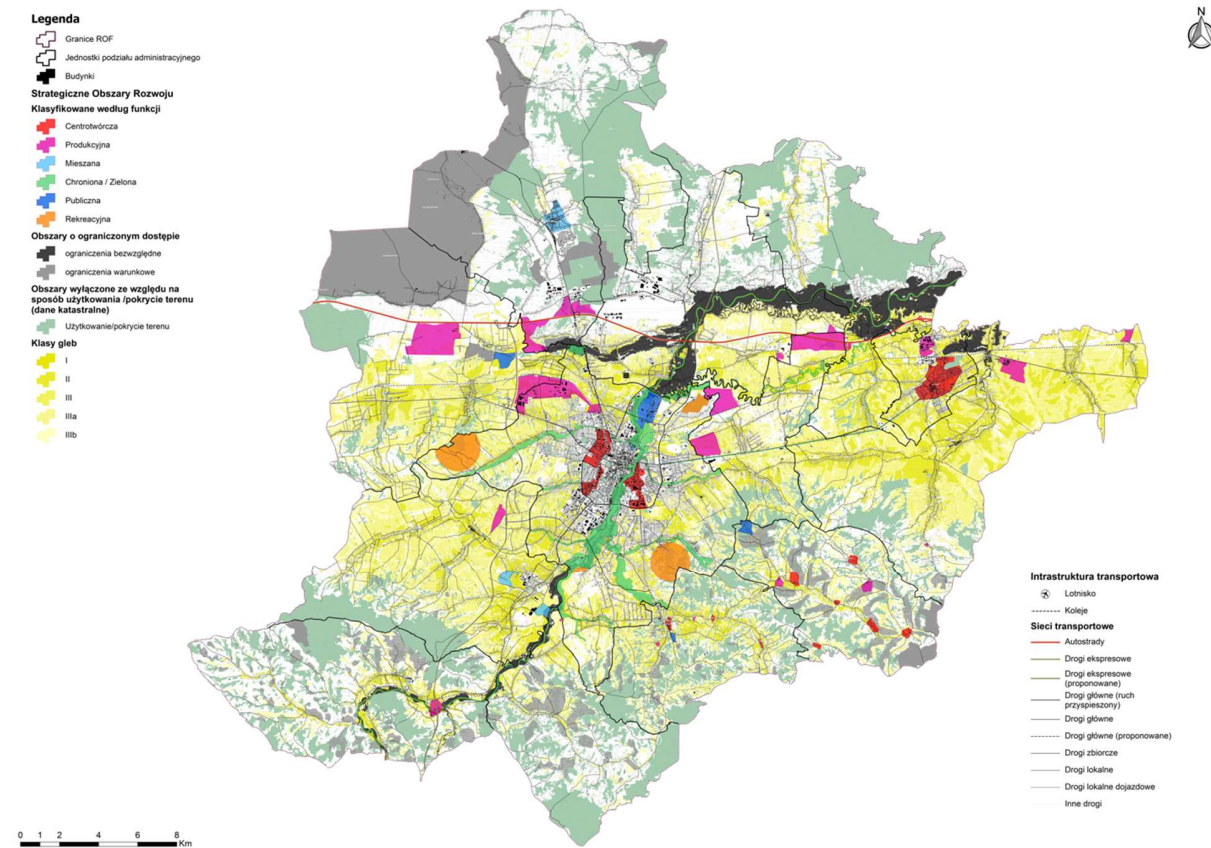 Legenda
Granice ROF
Jednostki podziału administracyjnego
Budynki
Strategiczne Obszary Rozwoju
Klasyfikowane według funkcji
Centrotwórcza
Produkcyjna
Mieszana
Chroniona / Zielona
Publiczna
Rekreacyjna
Obszary o ograniczonym dostępie
ograniczenia bezwzględne
ograniczenia warunkowe
Obszary wyłączone ze względu na
sposób użytkowania /pokrycie terenu
(dane katastralne)
Użytkowanie/pokrycie terenu
Klasy gleb
I
II
III
IIIa
IIIb
N
Intrastruktura transportowa
Lotnisko
Koleje
Sieci transportowe
Autostrady
Drogi ekspresowe
Drogi ekspresowe
(proponowane)
Drogi główne (ruch
przyspieszony)
Drogi główne
Drogi główne (proponowane)
Drogi zbiorcze
Drogi lokalne
Drogi lokalne dojazdowe
Inne drogi
0 1 2 4 6 8
Km